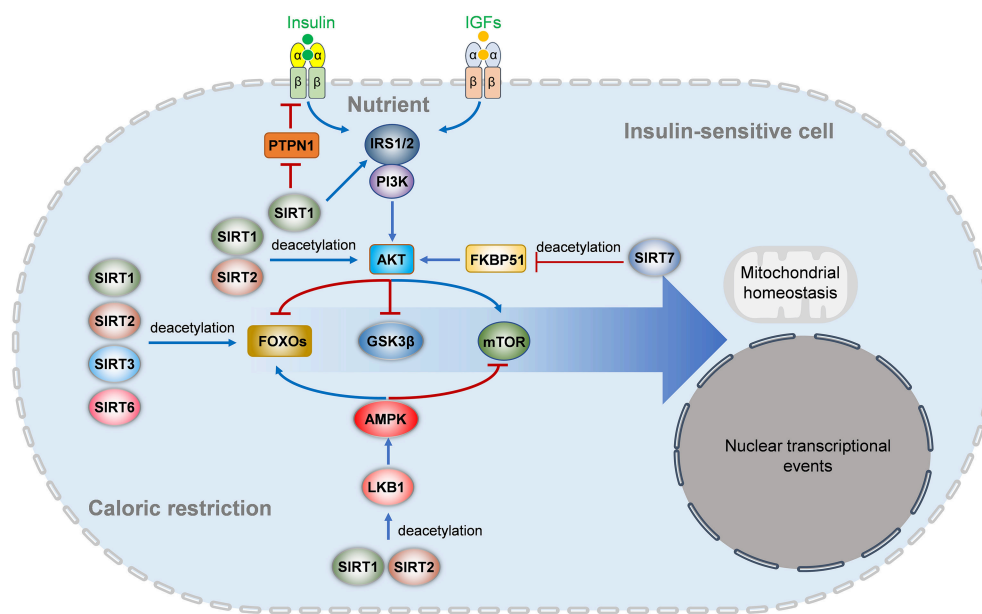 Insulin
IGFs
α α
α α
β β
β β
Nutrient
Insulin-sensitive cell
PTPN1
IRS1/2
PI3K
SIRT1
SIRT1
deacetylation
SIRT2
AKT
FKBP51
deacetylation
SIRT7
SIRT1
SIRT2
SIRT3
SIRT6
deacetylation
FOXOs
GSK3β
mTOR
Mitochondrial
homeostasis
AMPK
LKB1
deacetylation
SIRT1
SIRT2
Caloric restriction
Nuclear transcriptional
events